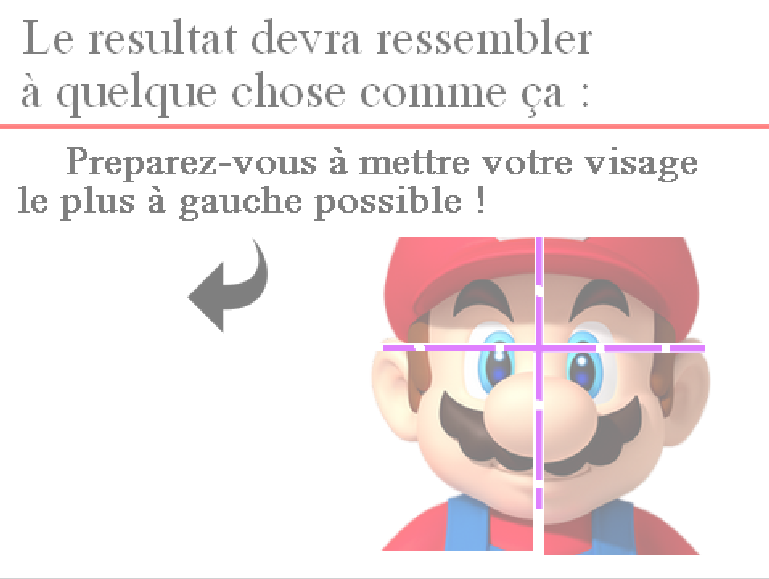 Le resultat devra ressembler
à quelque chose comme ça :
Preparez-vous à mettre votre visage
le plus à gauche possible !